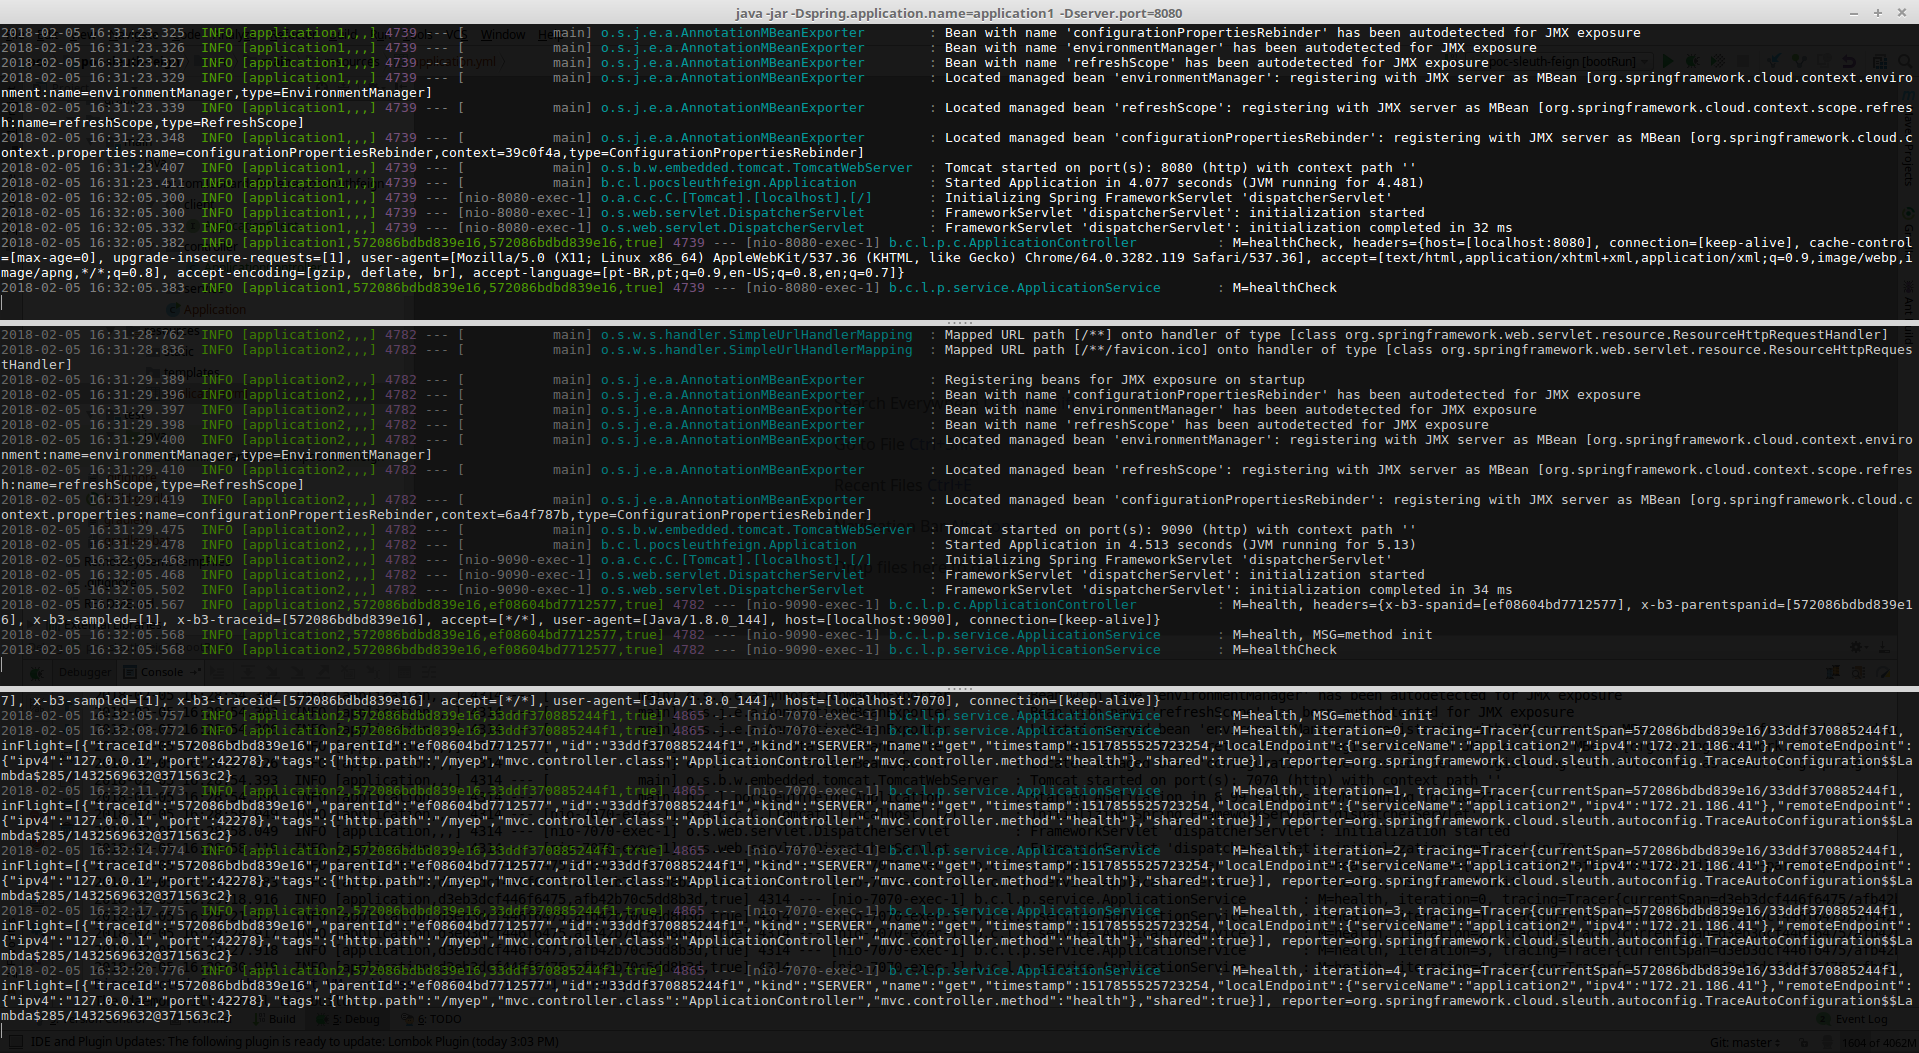 java -jar -Dspring.application.name=application1 -Dserver.port=8080
2018-02-05 16:31:23.325  INFO [application1,,,] 4739 --- [           main] o.s.j.e.a.AnnotationMBeanExporter        : Bean with name 'configurationPropertiesRebinder' has been autodetected for JMX exposure
2018-02-05 16:31:23.326  INFO [application1,,,] 4739 --- [           main] o.s.j.e.a.AnnotationMBeanExporter        : Bean with name 'environmentManager' has been autodetected for JMX exposure
2018-02-05 16:31:23.327  INFO [application1,,,] 4739 --- [           main] o.s.j.e.a.AnnotationMBeanExporter        : Bean with name 'refreshScope' has been autodetected for JMX exposure
2018-02-05 16:31:23.329  INFO [application1,,,] 4739 --- [           main] o.s.j.e.a.AnnotationMBeanExporter        : Located managed bean 'environmentManager': registering with JMX server as MBean [org.springframework.cloud.context.enviro
nment:name=environmentManager,type=EnvironmentManager]
2018-02-05 16:31:23.339  INFO [application1,,,] 4739 --- [           main] o.s.j.e.a.AnnotationMBeanExporter        : Located managed bean 'refreshScope': registering with JMX server as MBean [org.springframework.cloud.context.scope.refres
h:name=refreshScope,type=RefreshScope]
2018-02-05 16:31:23.348  INFO [application1,,,] 4739 --- [           main] o.s.j.e.a.AnnotationMBeanExporter        : Located managed bean 'configurationPropertiesRebinder': registering with JMX server as MBean [org.springframework.cloud.c
ontext.properties:name=configurationPropertiesRebinder,context=39c0f4a,type=ConfigurationPropertiesRebinder]
2018-02-05 16:31:23.407  INFO [application1,,,] 4739 --- [           main] o.s.b.w.embedded.tomcat.TomcatWebServer  : Tomcat started on port(s): 8080 (http) with context path ''
2018-02-05 16:31:23.411  INFO [application1,,,] 4739 --- [           main] b.c.l.pocsleuthfeign.Application         : Started Application in 4.077 seconds (JVM running for 4.481)
2018-02-05 16:32:05.300  INFO [application1,,,] 4739 --- [nio-8080-exec-1] o.a.c.c.C.[Tomcat].[localhost].[/]       : Initializing Spring FrameworkServlet 'dispatcherServlet'
2018-02-05 16:32:05.300  INFO [application1,,,] 4739 --- [nio-8080-exec-1] o.s.web.servlet.DispatcherServlet        : FrameworkServlet 'dispatcherServlet': initialization started
2018-02-05 16:32:05.332  INFO [application1,,,] 4739 --- [nio-8080-exec-1] o.s.web.servlet.DispatcherServlet        : FrameworkServlet 'dispatcherServlet': initialization completed in 32 ms
2018-02-05 16:32:05.382  INFO [application1,572086bdbd839e16,572086bdbd839e16,true] 4739 --- [nio-8080-exec-1] b.c.l.p.c.ApplicationController          : M=healthCheck, headers={host=[localhost:8080], connection=[keep-alive], cache-control
=[max-age=0], upgrade-insecure-requests=[1], user-agent=[Mozilla/5.0 (X11; Linux x86_64) AppleWebKit/537.36 (KHTML, like Gecko) Chrome/64.0.3282.119 Safari/537.36], accept=[text/html,application/xhtml+xml,application/xml;q=0.9,image/webp,i
mage/apng,*/*;q=0.8], accept-encoding=[gzip, deflate, br], accept-language=[pt-BR,pt;q=0.9,en-US;q=0.8,en;q=0.7]}
2018-02-05 16:32:05.383  INFO [application1,572086bdbd839e16,572086bdbd839e16,true] 4739 --- [nio-8080-exec-1] b.c.l.p.service.ApplicationService       : M=healthCheck
Application
2018-02-05 16:31:28.762  INFO [application2,,,] 4782 --- [           main] o.s.w.s.handler.SimpleUrlHandlerMapping  : Mapped URL path [/**] onto handler of type [class org.springframework.web.servlet.resource.ResourceHttpRequestHandler]
2018-02-05 16:31:28.836  INFO [application2,,,] 4782 --- [           main] o.s.w.s.handler.SimpleUrlHandlerMapping  : Mapped URL path [/**/favicon.ico] onto handler of type [class org.springframework.web.servlet.resource.ResourceHttpReques
tHandler]
2018-02-05 16:31:29.389  INFO [application2,,,] 4782 --- [           main] o.s.j.e.a.AnnotationMBeanExporter        : Registering beans for JMX exposure on startup
2018-02-05 16:31:29.396  INFO [application2,,,] 4782 --- [           main] o.s.j.e.a.AnnotationMBeanExporter        : Bean with name 'configurationPropertiesRebinder' has been autodetected for JMX exposure
2018-02-05 16:31:29.397  INFO [application2,,,] 4782 --- [           main] o.s.j.e.a.AnnotationMBeanExporter        : Bean with name 'environmentManager' has been autodetected for JMX exposure
2018-02-05 16:31:29.398  INFO [application2,,,] 4782 --- [           main] o.s.j.e.a.AnnotationMBeanExporter        : Bean with name 'refreshScope' has been autodetected for JMX exposure
2018-02-05 16:31:29.400  INFO [application2,,,] 4782 --- [           main] o.s.j.e.a.AnnotationMBeanExporter        : Located managed bean 'environmentManager': registering with JMX server as MBean [org.springframework.cloud.context.enviro
nment:name=environmentManager,type=EnvironmentManager]
2018-02-05 16:31:29.410  INFO [application2,,,] 4782 --- [           main] o.s.j.e.a.AnnotationMBeanExporter        : Located managed bean 'refreshScope': registering with JMX server as MBean [org.springframework.cloud.context.scope.refres
h:name=refreshScope,type=RefreshScope]
2018-02-05 16:31:29.419  INFO [application2,,,] 4782 --- [           main] o.s.j.e.a.AnnotationMBeanExporter        : Located managed bean 'configurationPropertiesRebinder': registering with JMX server as MBean [org.springframework.cloud.c
ontext.properties:name=configurationPropertiesRebinder,context=6a4f787b,type=ConfigurationPropertiesRebinder]
2018-02-05 16:31:29.475  INFO [application2,,,] 4782 --- [           main] o.s.b.w.embedded.tomcat.TomcatWebServer  : Tomcat started on port(s): 9090 (http) with context path ''
2018-02-05 16:31:29.478  INFO [application2,,,] 4782 --- [           main] b.c.l.pocsleuthfeign.Application         : Started Application in 4.513 seconds (JVM running for 5.13)
2018-02-05 16:32:05.468  INFO [application2,,,] 4782 --- [nio-9090-exec-1] o.a.c.c.C.[Tomcat].[localhost].[/]       : Initializing Spring FrameworkServlet 'dispatcherServlet'
2018-02-05 16:32:05.468  INFO [application2,,,] 4782 --- [nio-9090-exec-1] o.s.web.servlet.DispatcherServlet        : FrameworkServlet 'dispatcherServlet': initialization started
2018-02-05 16:32:05.502  INFO [application2,,,] 4782 --- [nio-9090-exec-1] o.s.web.servlet.DispatcherServlet        : FrameworkServlet 'dispatcherServlet': initialization completed in 34 ms
2018-02-05 16:32:05.567  INFO [application2,572086bdbd839e16,ef08604bd7712577,true] 4782 --- [nio-9090-exec-1] b.c.l.p.c.ApplicationController          : M=health, headers={x-b3-spanid=[ef08604bd7712577], x-b3-parentspanid=[572086bdbd839e1
6], x-b3-sampled=[1], x-b3-traceid=[572086bdbd839e16], accept=[*/*], user-agent=[Java/1.8.0_144], host=[localhost:9090], connection=[keep-alive]}
2018-02-05 16:32:05.568  INFO [application2,572086bdbd839e16,ef08604bd7712577,true] 4782 --- [nio-9090-exec-1] b.c.l.p.service.ApplicationService       : M=health, MSG=method init
2018-02-05 16:32:05.568  INFO [application2,572086bdbd839e16,ef08604bd7712577,true] 4782 --- [nio-9090-exec-1] b.c.l.p.service.ApplicationService       : M=healthCheck
Debugger Console
7], x-b3-sampled=[1], x-b3-traceid=[572086bdbd839e16], accept=[*/*], user-agent=[Java/1.8.0_144], host=[localhost:7070], connection=[keep-alive]}
2018-02-05 16:32:05.757  INFO [application2,572086bdbd839e16,33ddf370885244f1,true] 4865 --- [nio-7070-exec-1] b.c.l.p.service.ApplicationService       : M=health, MSG=method init
2018-02-05 16:32:08.772  INFO [application2,572086bdbd839e16,33ddf370885244f1,true] 4865 --- [nio-7070-exec-1] b.c.l.p.service.ApplicationService       : M=health, iteration=0, tracing=Tracer{currentSpan=572086bdbd839e16/33ddf370885244f1,
inFlight=[{"traceId":"572086bdbd839e16","parentId":"ef08604bd7712577","id":"33ddf370885244f1","kind":"SERVER","name":"get","timestamp":1517855525723254,"localEndpoint":{"serviceName":"application2","ipv4":"172.21.186.41"},"remoteEndpoint":
{"ipv4":"127.0.0.1","port":42278},"tags":{"http.path":"/myep","mvc.controller.class":"ApplicationController","mvc.controller.method":"health"},"shared":true}], reporter=org.springframework.cloud.sleuth.autoconfig.TraceAutoConfiguration$$La
mbda$285/1432569632@371563c2}
2018-02-05 16:32:11.773  INFO [application2,572086bdbd839e16,33ddf370885244f1,true] 4865 --- [nio-7070-exec-1] b.c.l.p.service.ApplicationService       : M=health, iteration=1, tracing=Tracer{currentSpan=572086bdbd839e16/33ddf370885244f1,
inFlight=[{"traceId":"572086bdbd839e16","parentId":"ef08604bd7712577","id":"33ddf370885244f1","kind":"SERVER","name":"get","timestamp":1517855525723254,"localEndpoint":{"serviceName":"application2","ipv4":"172.21.186.41"},"remoteEndpoint":
{"ipv4":"127.0.0.1","port":42278},"tags":{"http.path":"/myep","mvc.controller.class":"ApplicationController","mvc.controller.method":"health"},"shared":true}], reporter=org.springframework.cloud.sleuth.autoconfig.TraceAutoConfiguration$$La
mbda$285/1432569632@371563c2}
2018-02-05 16:32:14.774  INFO [application2,572086bdbd839e16,33ddf370885244f1,true] 4865 --- [nio-7070-exec-1] b.c.l.p.service.ApplicationService       : M=health, iteration=2, tracing=Tracer{currentSpan=572086bdbd839e16/33ddf370885244f1,
inFlight=[{"traceId":"572086bdbd839e16","parentId":"ef08604bd7712577","id":"33ddf370885244f1","kind":"SERVER","name":"get","timestamp":1517855525723254,"localEndpoint":{"serviceName":"application2","ipv4":"172.21.186.41"},"remoteEndpoint":
{"ipv4":"127.0.0.1","port":42278},"tags":{"http.path":"/myep","mvc.controller.class":"ApplicationController","mvc.controller.method":"health"},"shared":true}], reporter=org.springframework.cloud.sleuth.autoconfig.TraceAutoConfiguration$$La
mbda$285/1432569632@371563c2}
2018-02-05 16:32:17.775  INFO [application2,572086bdbd839e16,33ddf370885244f1,true] 4865 --- [nio-7070-exec-1] b.c.l.p.service.ApplicationService       : M=health, iteration=3, tracing=Tracer{currentSpan=572086bdbd839e16/33ddf370885244f1,
inFlight=[{"traceId":"572086bdbd839e16","parentId":"ef08604bd7712577","id":"33ddf370885244f1","kind":"SERVER","name":"get","timestamp":1517855525723254,"localEndpoint":{"serviceName":"application2","ipv4":"172.21.186.41"},"remoteEndpoint":
{"ipv4":"127.0.0.1","port":42278},"tags":{"http.path":"/myep","mvc.controller.class":"ApplicationController","mvc.controller.method":"health"},"shared":true}], reporter=org.springframework.cloud.sleuth.autoconfig.TraceAutoConfiguration$$La
mbda$285/1432569632@371563c2}
2018-02-05 16:32:20.776  INFO [application2,572086bdbd839e16,33ddf370885244f1,true] 4865 --- [nio-7070-exec-1] b.c.l.p.service.ApplicationService       : M=health, iteration=4, tracing=Tracer{currentSpan=572086bdbd839e16/33ddf370885244f1,
inFlight=[{"traceId":"572086bdbd839e16","parentId":"ef08604bd7712577","id":"33ddf370885244f1","kind":"SERVER","name":"get","timestamp":1517855525723254,"localEndpoint":{"serviceName":"application2","ipv4":"172.21.186.41"},"remoteEndpoint":
{"ipv4":"127.0.0.1","port":42278},"tags":{"http.path":"/myep","mvc.controller.class":"ApplicationController","mvc.controller.method":"health"},"shared":true}], reporter=org.springframework.cloud.sleuth.autoconfig.TraceAutoConfiguration$$La
mbda$285/1432569632@371563c2}
Build 5: Debug 6: TODO Event Log
IDE and Plugin Updates: The following plugin is ready to update: Lombok Plugin (today 3:03 PM) Git: master 1604 of 4062M